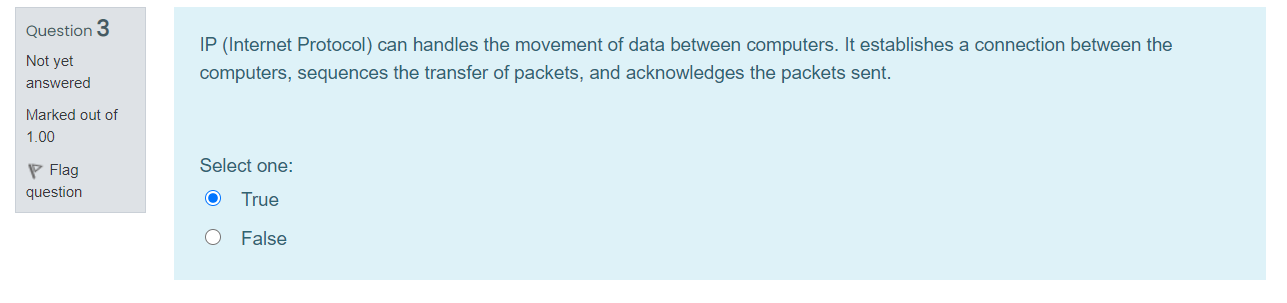 Question 3
Not yet
answered
Marked out of
1.00
Flag
question
IP (Internet Protocol) can handles the movement of data between computers. It establishes a connection between the
computers, sequences the transfer of packets, and acknowledges the packets sent.
Select one:
True
False